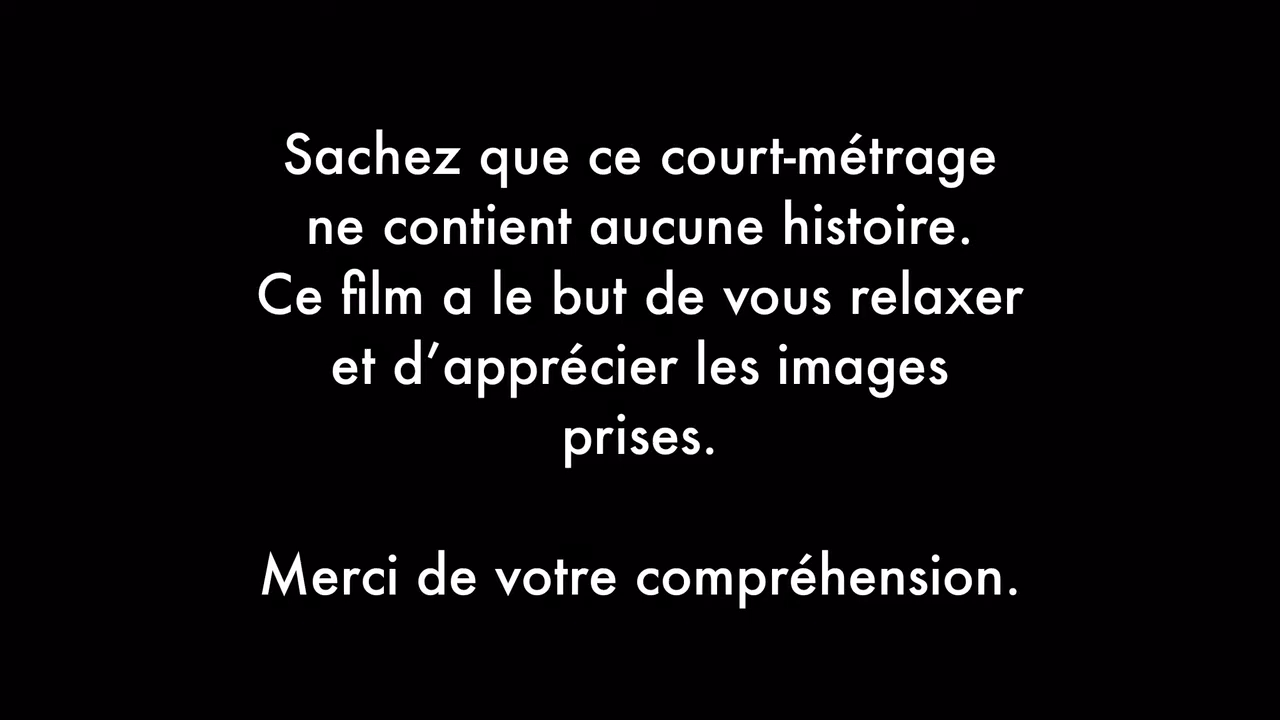 Sachez que ce court-métrage
ne contient aucune histoire.
Ce film a le but de vous relaxer
et d’apprécier les images
prises.
Merci de votre compréhension.